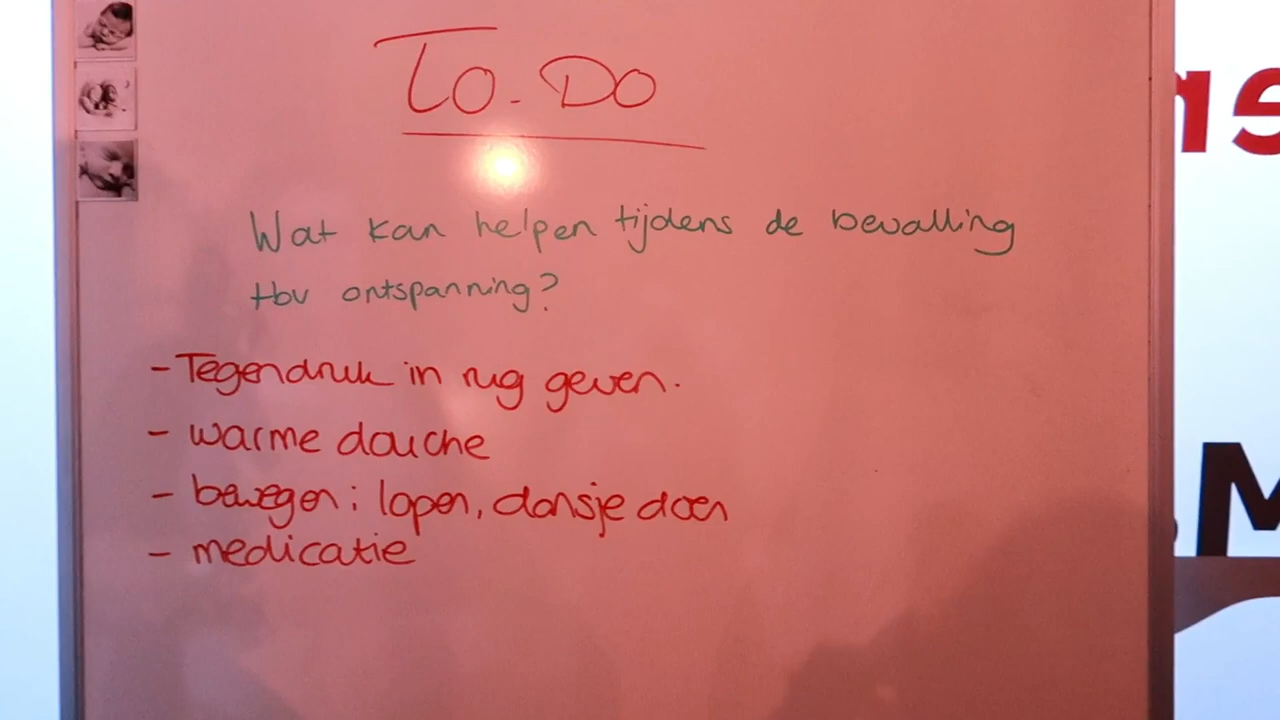 To-Do
Wat kan helpen tijdens de bevalling
tbv ontspanning?
- Tegendruk in rug geven.
- warme douche
- bewegen: lopen, dansje doen
- medicatie